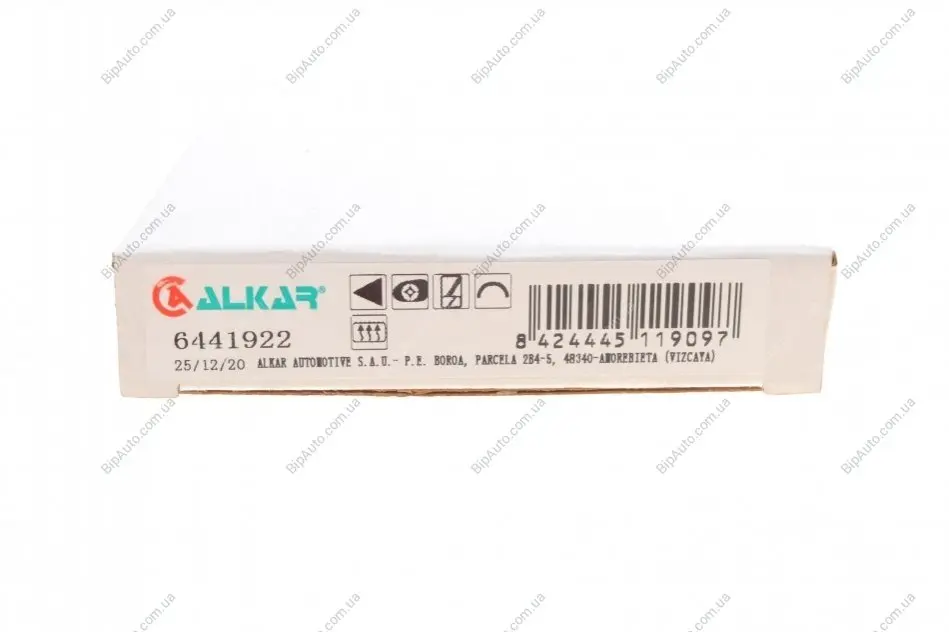 ALKAR®
6441922
8 424445 119097
25/12/20 ALKAR AUTOMOTIVE S.A.U.- P.E. BOROA, PARCELA 2B4-5, 48340-AMOREBIETA (VIZCAYA)
BipAuto.com.ua